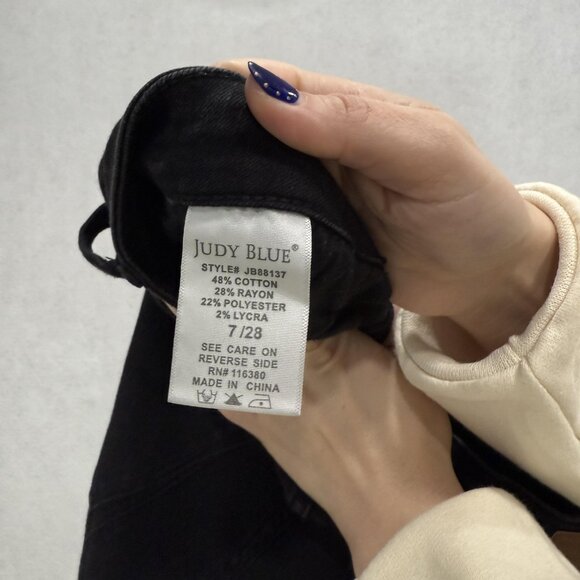 JUDY BLUE®
STYLE# JB88137
48% COTTON
28% RAYON
22% POLYESTER
2% LYCRA
7/28
SEE CARE ON
REVERSE SIDE
RN# 116380
MADE IN CHINA